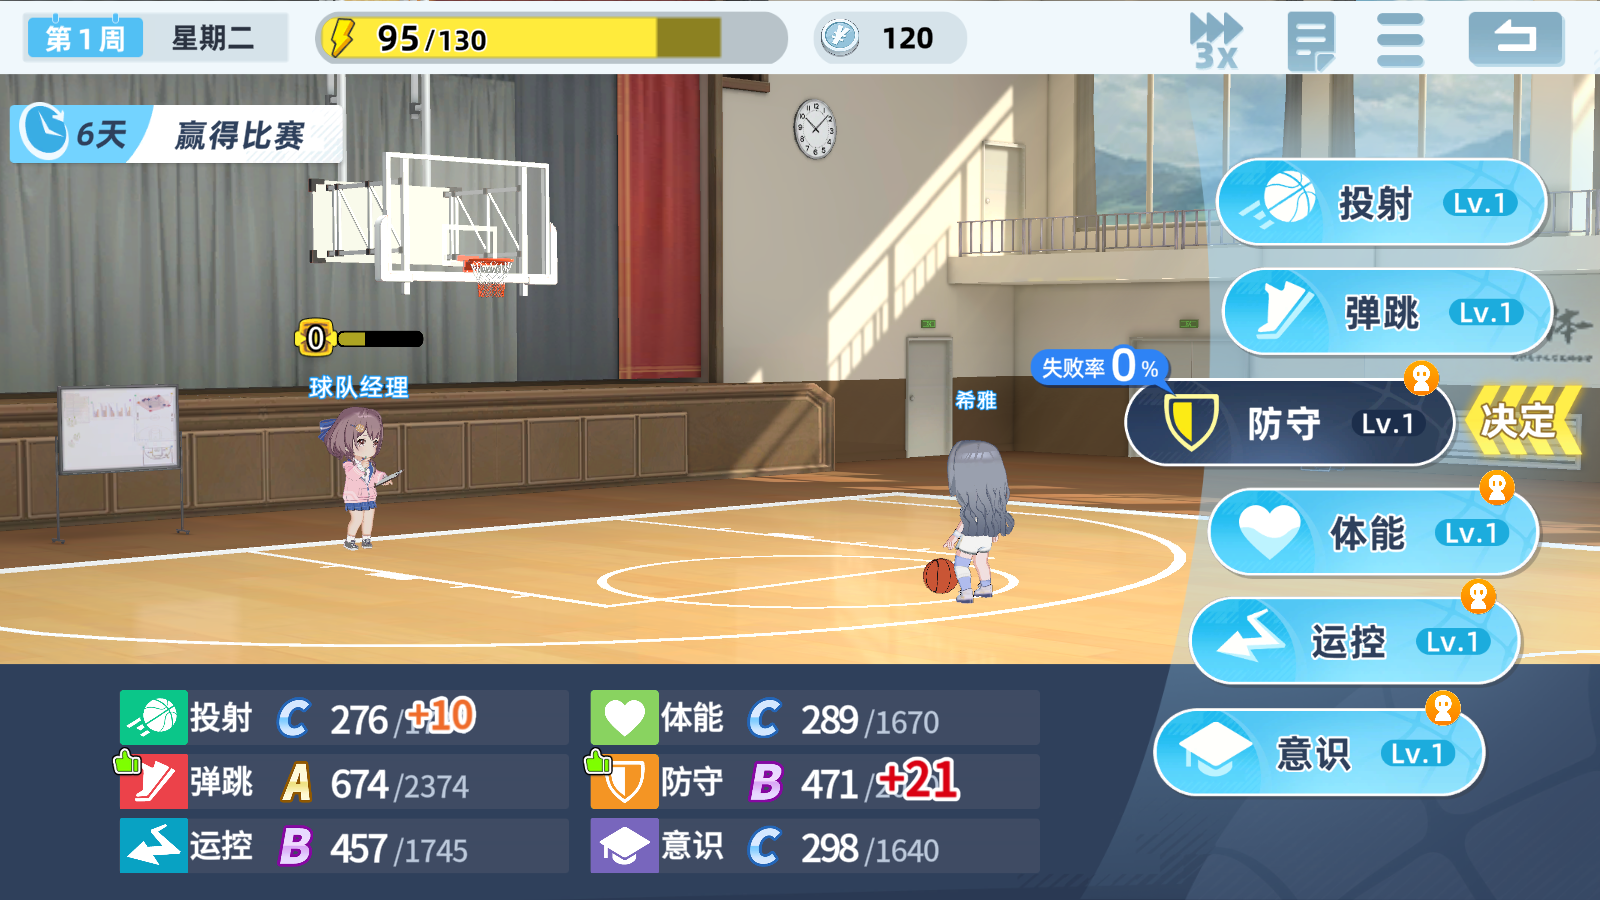 第1周 星期二
95/130
120
3x
6天 赢得比赛
投射 Lv.1
弹跳 Lv.1
0
失败率0%
球队经理
希雅
防守 Lv.1
决定
体能 Lv.1
运控 Lv.1
意识 Lv.1
投射 C 276 +10
体能 C 289/1670
弹跳 A 674/2374
防守 B 471 +21
运控 B 457/1745
意识 C 298/1640